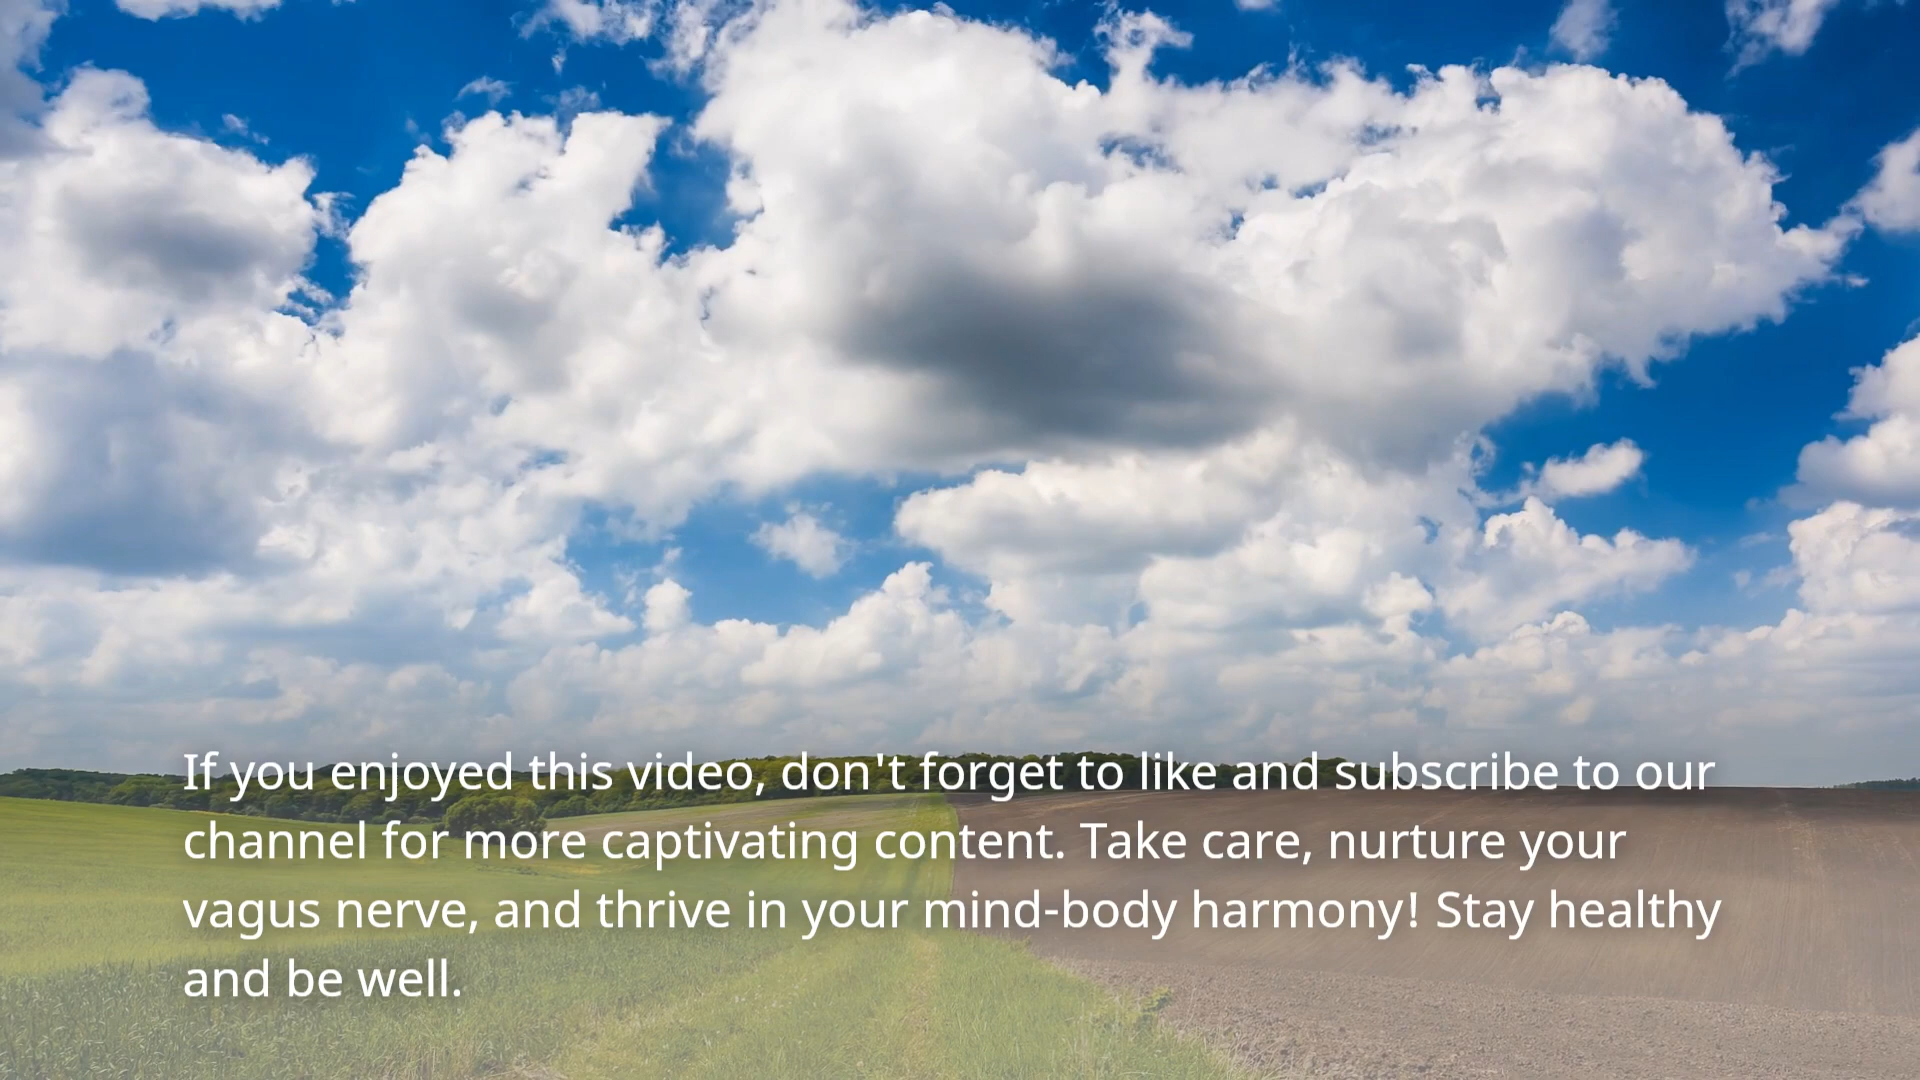 If you enjoyed this video, don't forget to like and subscribe to our
channel for more captivating content. Take care, nurture your
vagus nerve, and thrive in your mind-body harmony! Stay healthy
and be well.